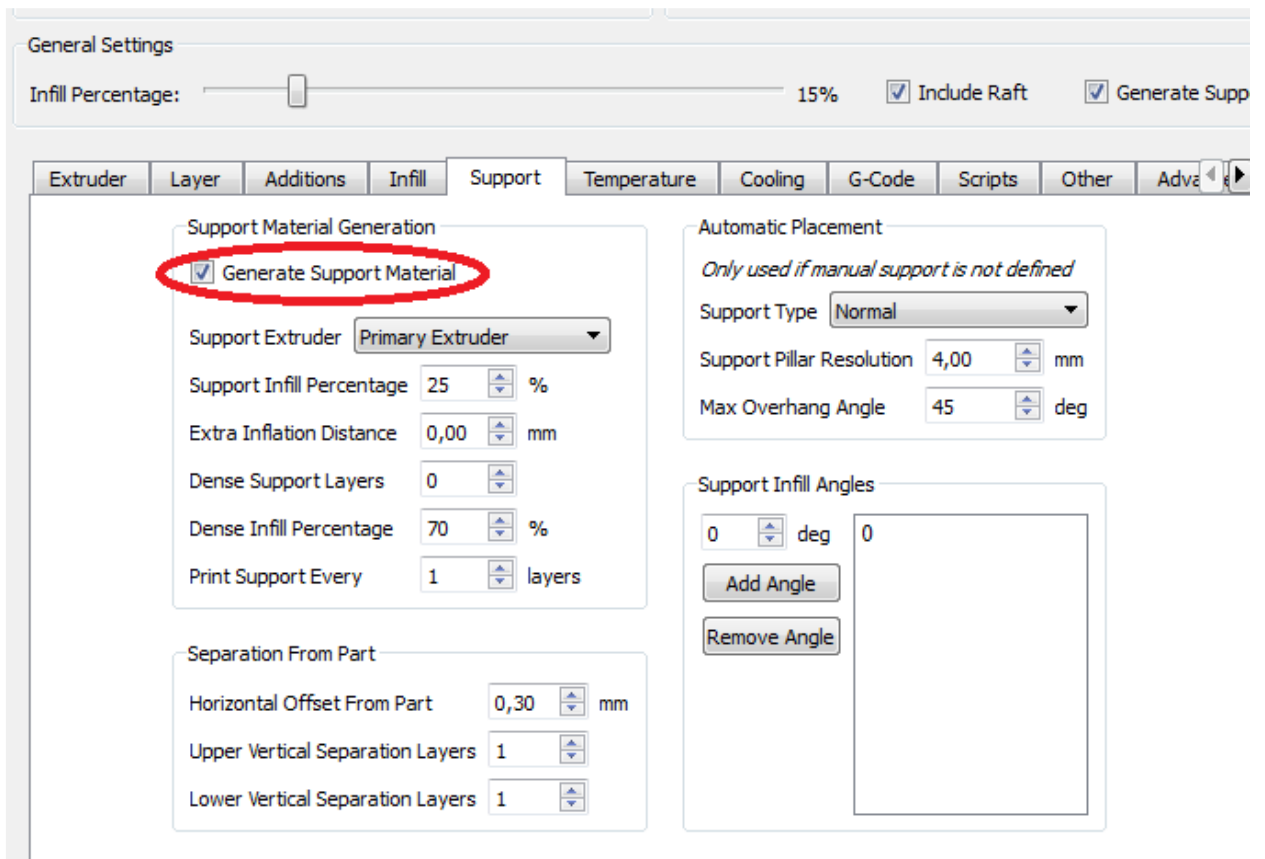 General Settings
Infill Percentage: 15% Include Raft Generate Supp
Extruder Layer Additions Infill Support Temperature Cooling G-Code Scripts Other Adva
Support Material Generation
Generate Support Material
Support Extruder Primary Extruder
Support Infill Percentage 25 %
Extra Inflation Distance 0,00 mm
Dense Support Layers 0
Dense Infill Percentage 70 %
Print Support Every 1 layers
Separation From Part
Horizontal Offset From Part 0,30 mm
Upper Vertical Separation Layers 1
Lower Vertical Separation Layers 1
Automatic Placement
Only used if manual support is not defined
Support Type Normal
Support Pillar Resolution 4,00 mm
Max Overhang Angle 45 deg
Support Infill Angles
0 deg 0
Add Angle
Remove Angle